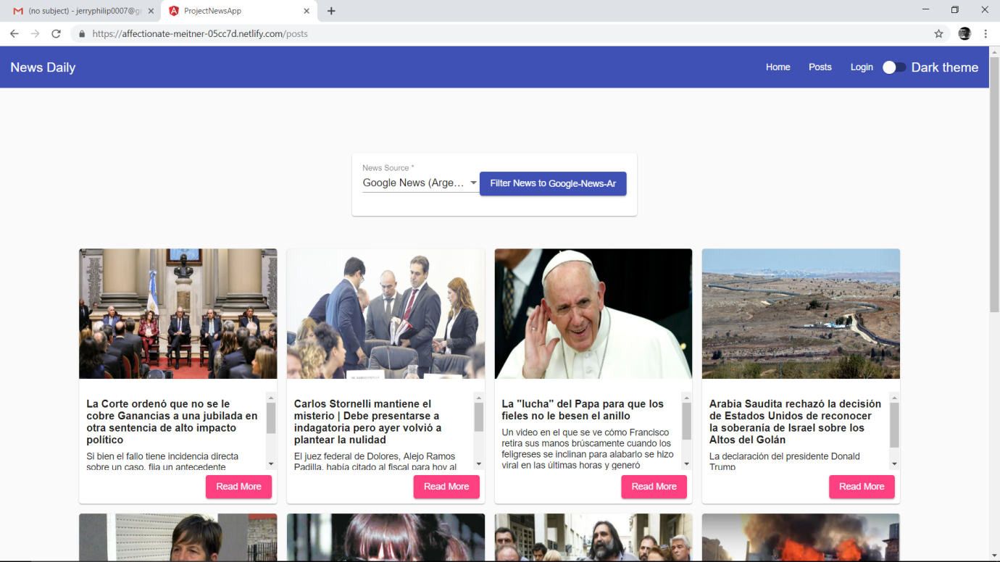 (no subject) - jerryphilip0007@g
ProjectNewsApp
https://affectionate-meitner-05cc7d.netlify.com/posts
News Daily
Home
Posts
Login
Dark theme
News Source *
Google News (Arge...
Filter News to Google-News-Ar
La Corte ordenó que no se le
cobre Ganancias a una jubilada en
otra sentencia de alto impacto
político
Si bien el fallo tiene incidencia directa
sobre un caso, fija un antecedente
Read More
Carlos Stornelli mantiene el
misterio | Debe presentarse a
indagatoria pero ayer volvió a
plantear la nulidad
El juez federal de Dolores, Alejo Ramos
Padilla, había citado al fiscal para hoy al
Read More
La "lucha" del Papa para que los
fieles no le besen el anillo
Un video en el que se ve cómo Francisco
retira sus manos brúscamente cuando los
feligreses se inclinan para alabarlo se hizo
viral en las últimas horas y generó
Read More
Arabia Saudita rechazó la decisión
de Estados Unidos de reconocer
la soberanía de Israel sobre los
Altos del Golán
La declaración del presidente Donald
Trump
Read More